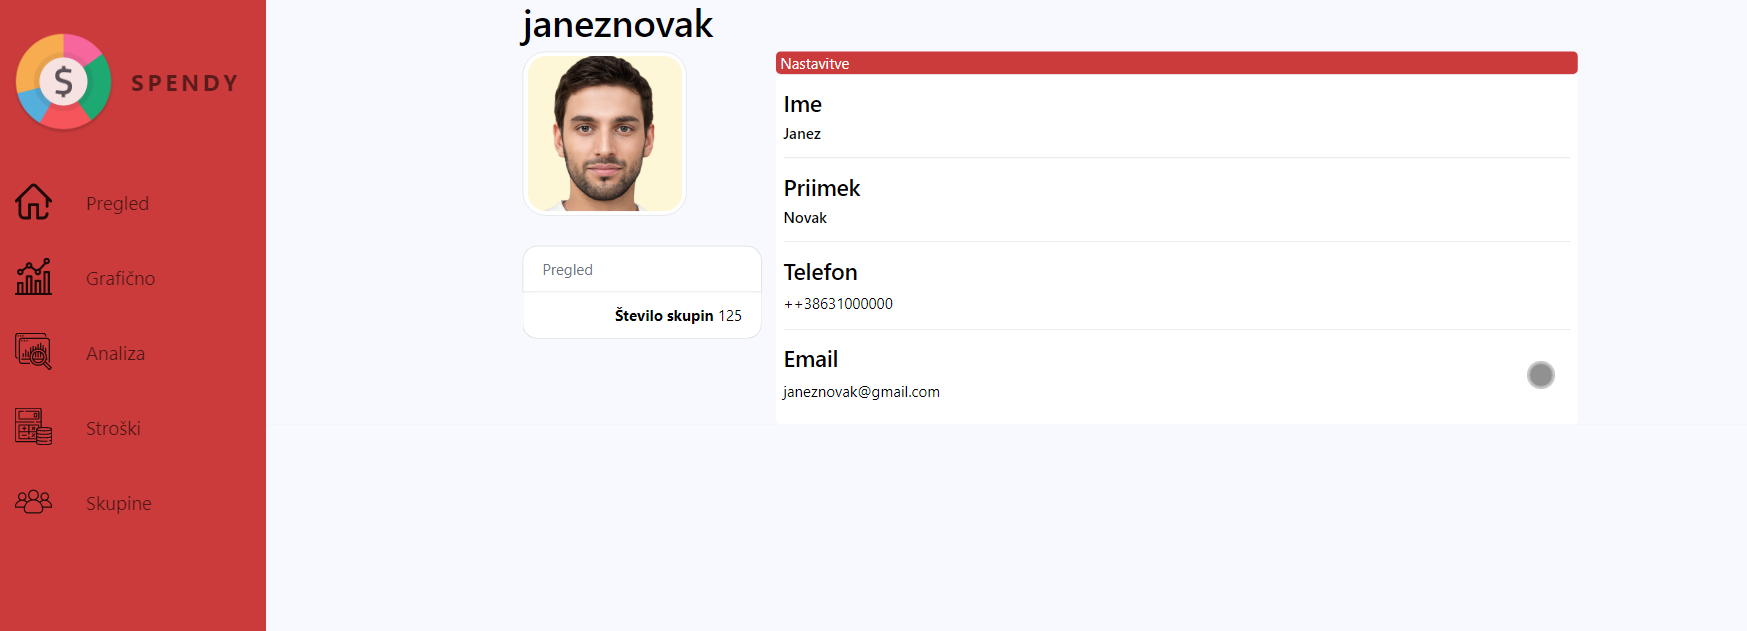 $
SPENDY
Pregled
Grafično
Analiza
Stroški
Skupine
janeznovak
Pregled
Število skupin 125
Nastavitve
Ime
Janez
Priimek
Novak
Telefon
++38631000000
Email
janeznovak@gmail.com